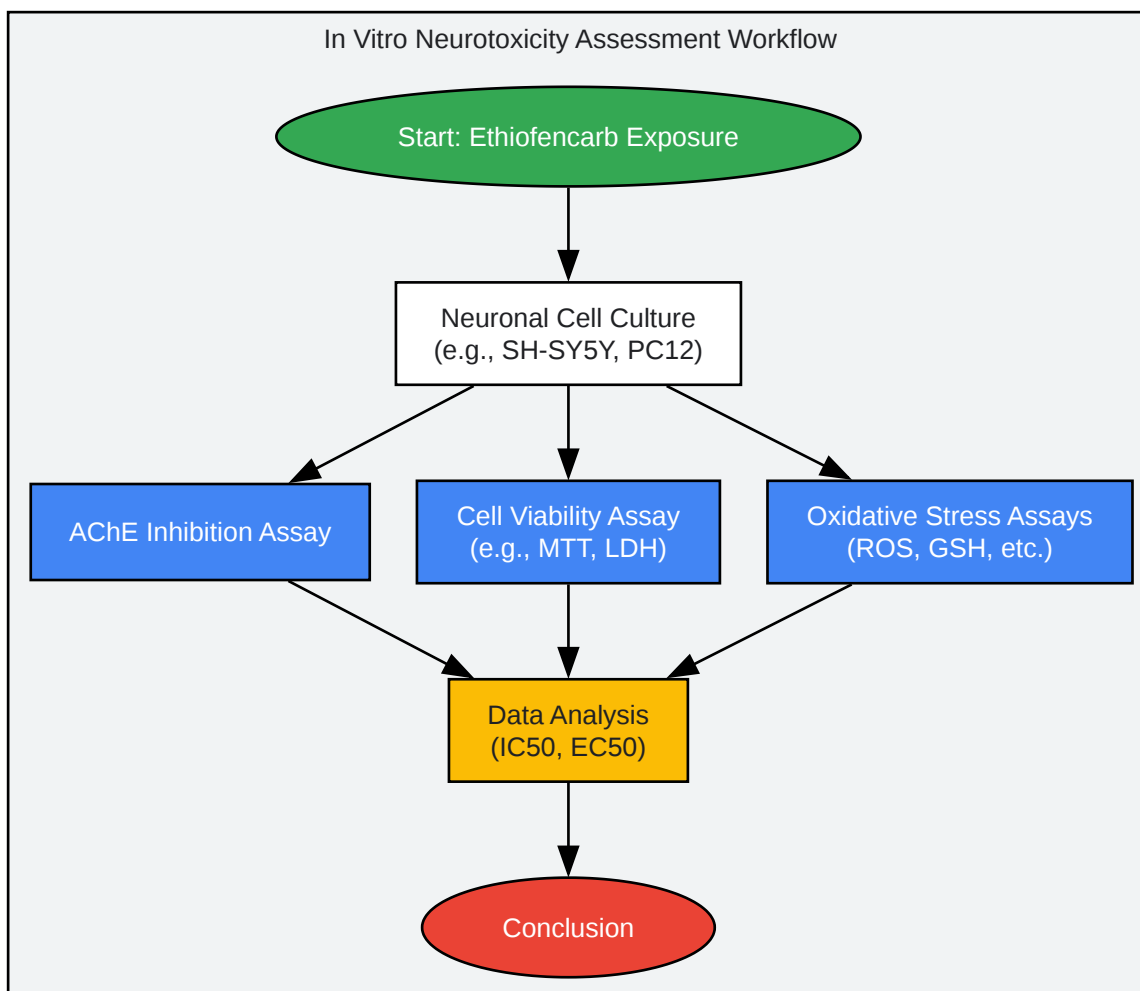 In Vitro Neurotoxicity Assessment Workflow
Start: Ethiofencarb Exposure
Neuronal Cell Culture
(e.g., SH-SY5Y, PC12)
AChE Inhibition Assay
Cell Viability Assay
(e.g., MTT, LDH)
Oxidative Stress Assays
(ROS, GSH, etc.)
Data Analysis
(IC50, EC50)
Conclusion